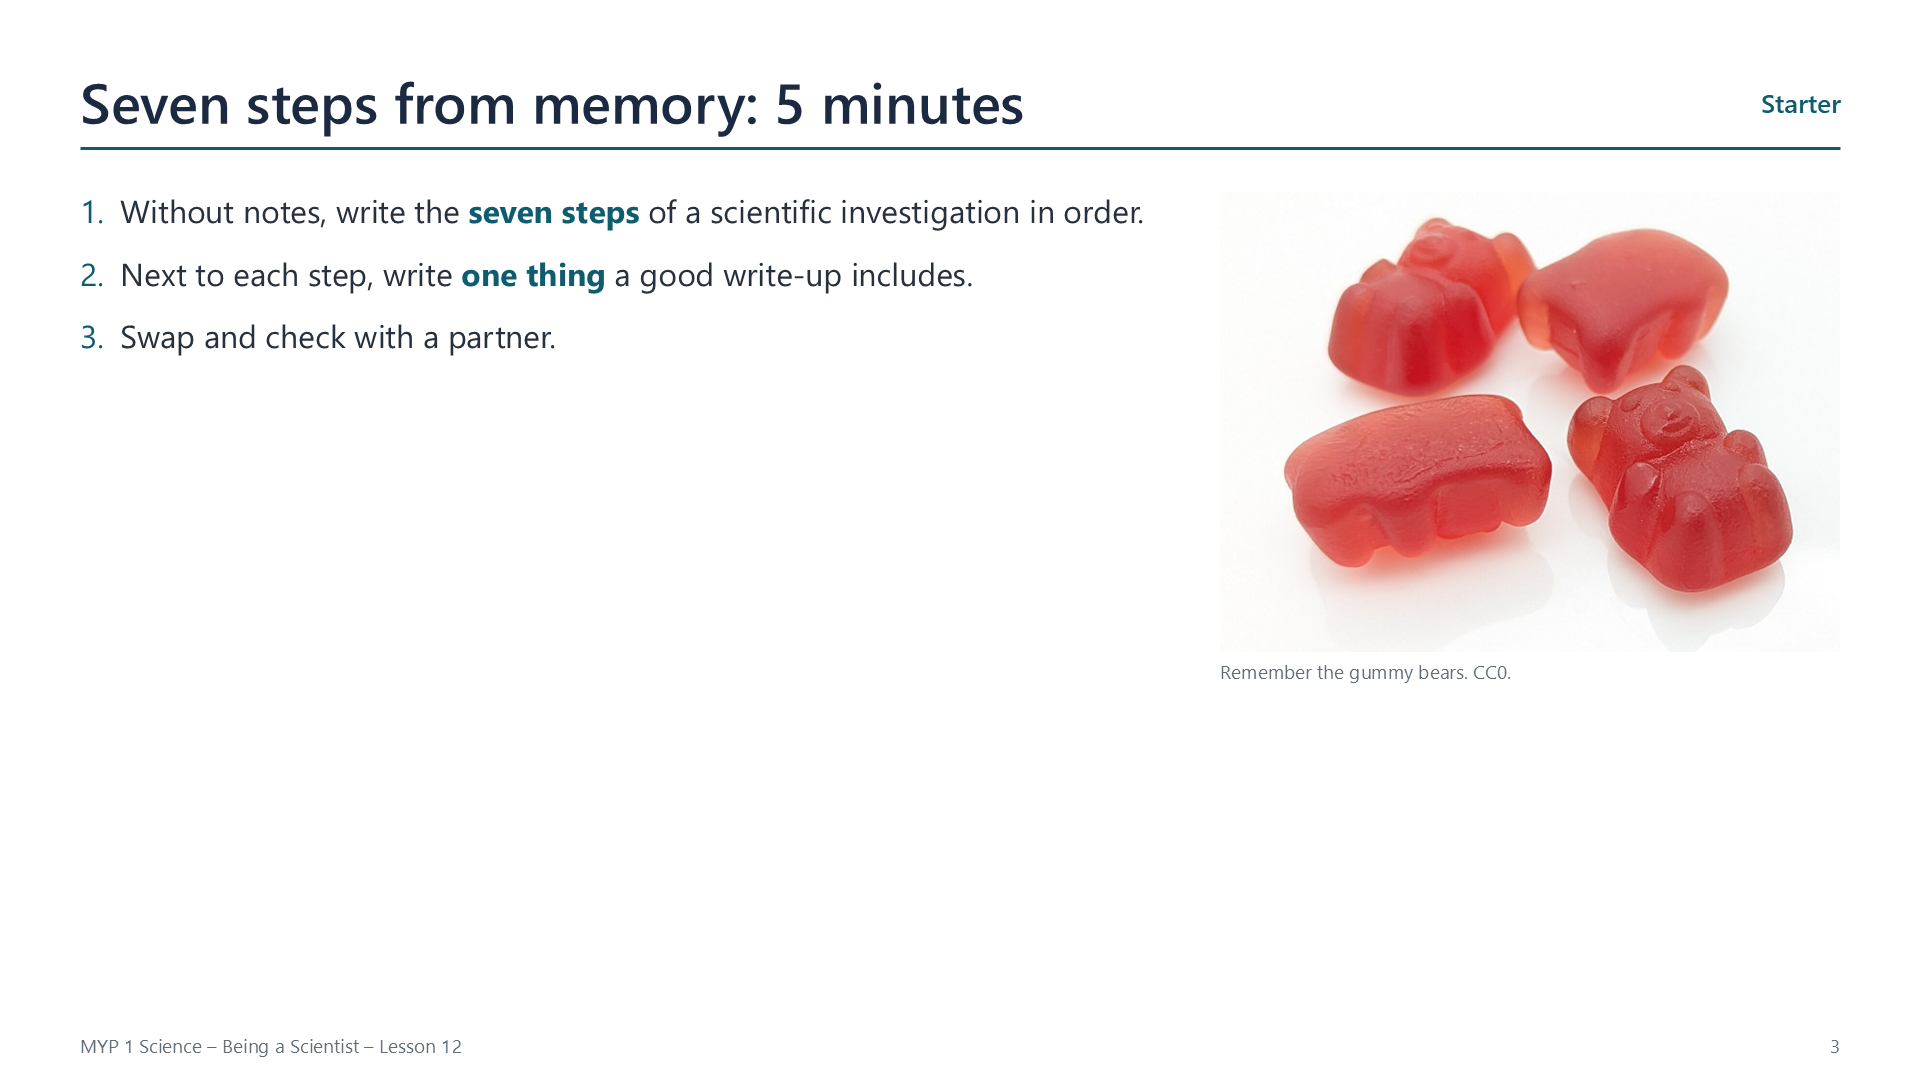 Seven steps from memory: 5 minutes
Starter
1. Without notes, write the seven steps of a scientific investigation in order.
2. Next to each step, write one thing a good write-up includes.
3. Swap and check with a partner.
Remember the gummy bears. CC0.
MYP 1 Science – Being a Scientist – Lesson 12
3